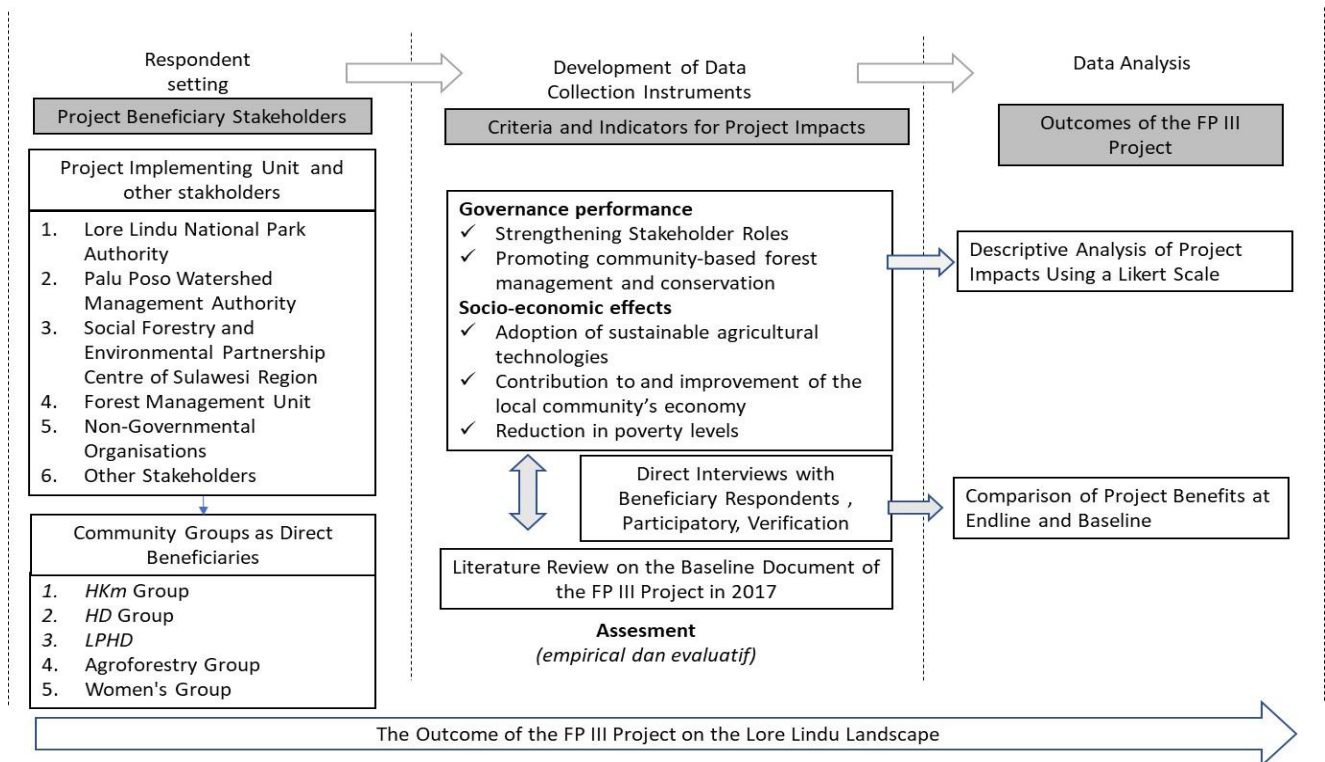 Respondent
setting
Project Beneficiary Stakeholders
Project Implementing Unit and
other stakholders
1. Lore Lindu National Park
Authority
2. Palu Poso Watershed
Management Authority
3. Social Forestry and
Environmental Partnership
Centre of Sulawesi Region
4. Forest Management Unit
5. Non-Governmental
Organisations
6. Other Stakeholders
Community Groups as Direct
Beneficiaries
1. HKm Group
2. HD Group
3. LPHD
4. Agroforestry Group
5. Women's Group
Development of Data
Collection Instruments
Criteria and Indicators for Project Impacts
Governance performance
✓ Strengthening Stakeholder Roles
✓ Promoting community-based forest
management and conservation
Socio-economic effects
✓ Adoption of sustainable agricultural
technologies
✓ Contribution to and improvement of the
local community's economy
✓ Reduction in poverty levels
Direct Interviews with
Beneficiary Respondents ,
Participatory, Verification
Literature Review on the Baseline Document of
the FP III Project in 2017
Assesment
(empirical dan evaluatif)
Data Analysis
Outcomes of the FP III
Project
Descriptive Analysis of Project
Impacts Using a Likert Scale
Comparison of Project Benefits at
Endline and Baseline
The Outcome of the FP III Project on the Lore Lindu Landscape